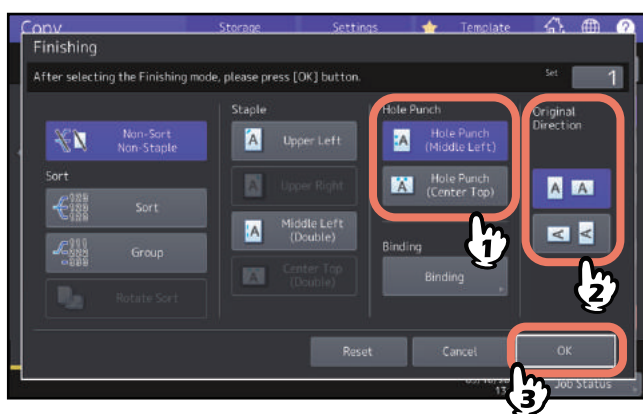 Copy Storage Settings Template
Finishing
After selecting the Finishing mode, please press [OK] button.
Set 1
Non-Sort
Non-Staple
Sort
Sort
Group
Rotate Sort
Staple
Upper Left
Upper Right
Middle Left
(Double)
Center Top
(Double)
Hole Punch
Hole Punch
(Middle Left)
Hole Punch
(Center Top)
1
Binding
Binding
Original
Direction
2
Reset Cancel OK
3
Job Status